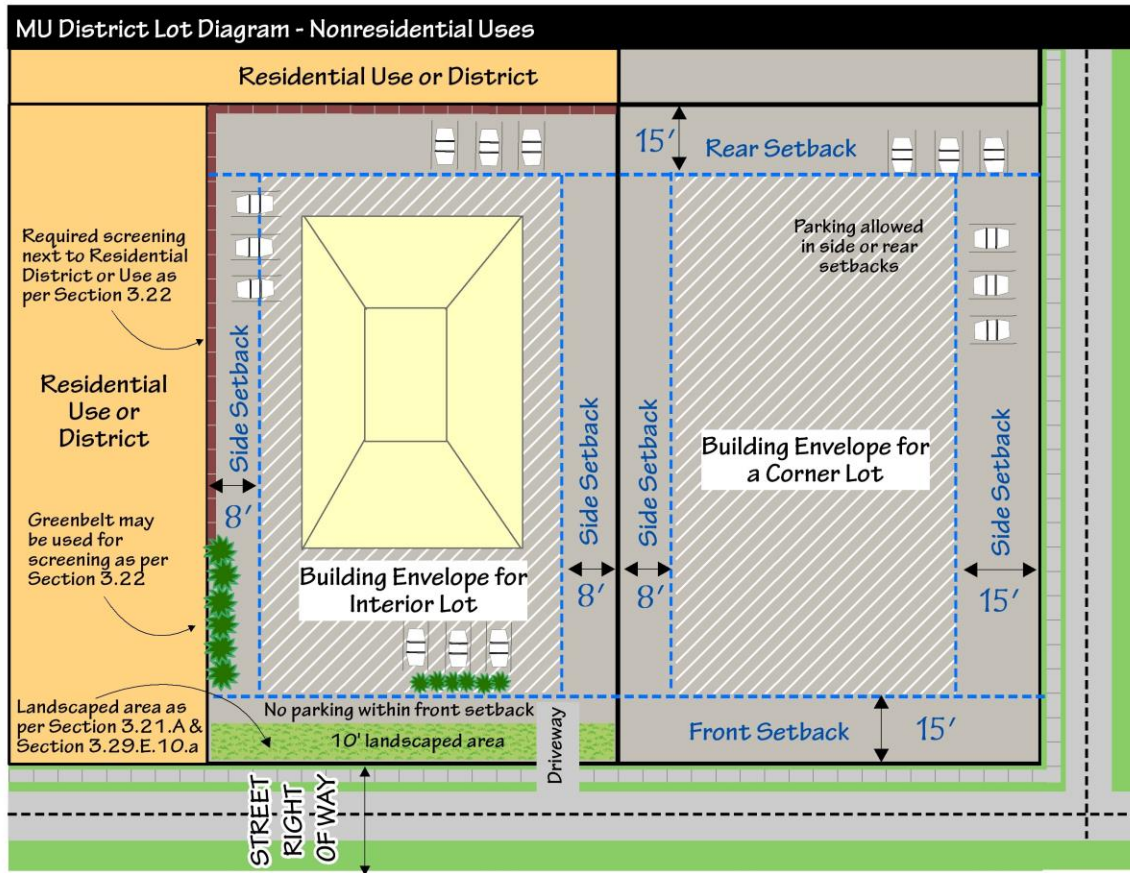 MU District Lot Diagram - Nonresidential Uses
Residential Use or District
15'
Rear Setback
Required screening
next to Residential
District or Use as
per Section 3.22
Parking allowed
in side or rear
setbacks
Side Setback
Residential
Use or
District
8'
Greenbelt may
be used for
screening as per
Section 3.22
Building Envelope for
Interior Lot
Side Setback
8'
Side Setback
8'
Building Envelope for
a Corner Lot
Side Setback
15'
Landscaped area as
per Section 3.21.A &
Section 3.29.E.10.a
No parking within front setback
10' landscaped area
Driveway
Front Setback
15'
STREET
RIGHT
OF WAY